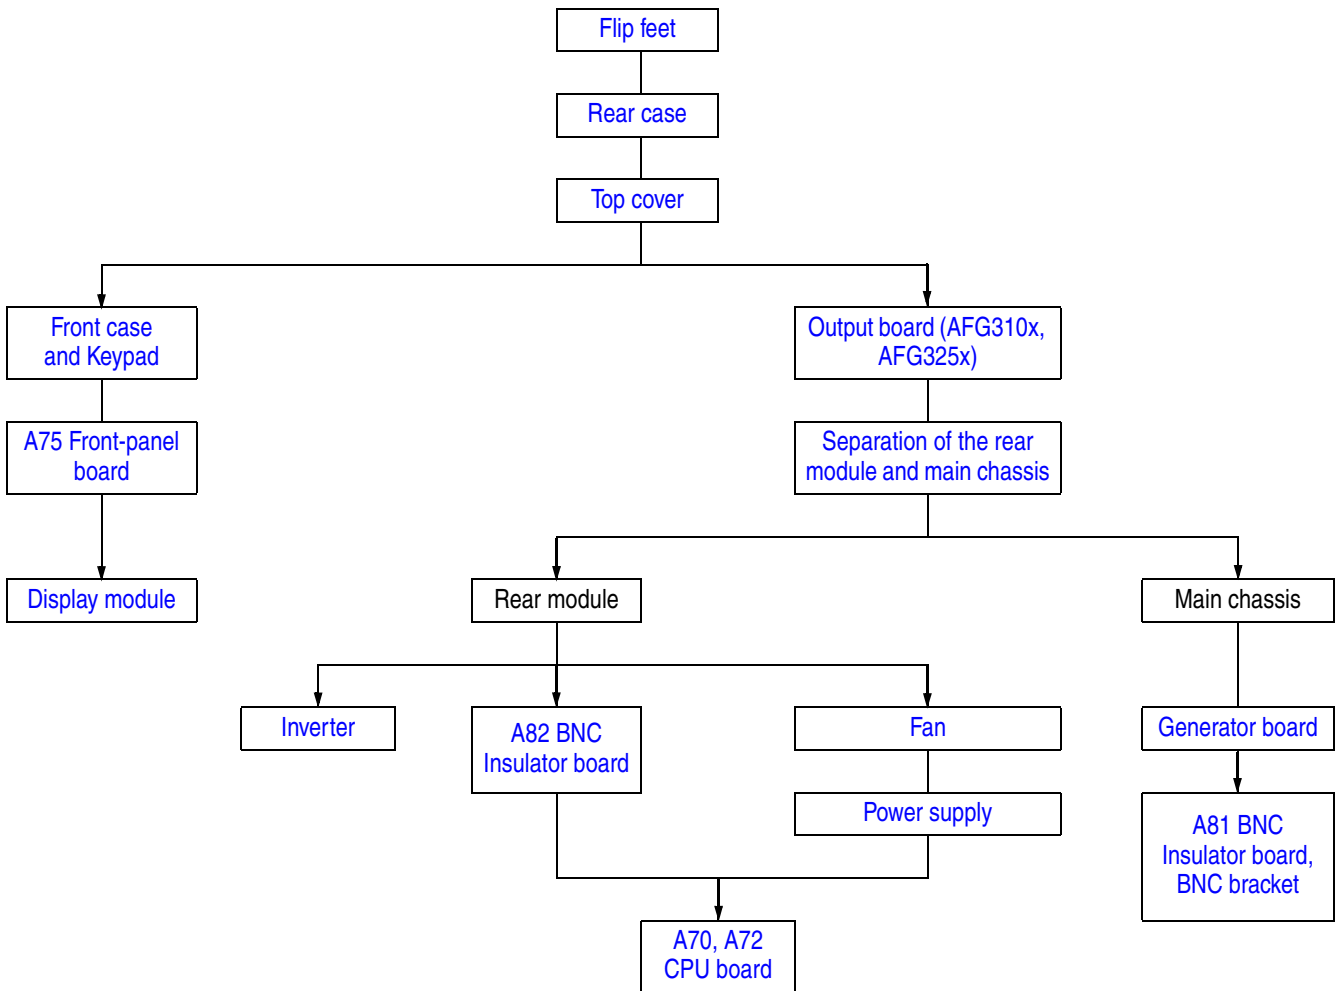 Flip feet
Rear case
Top cover
Front case
and Keypad
Output board (AFG310x,
AFG325x)
A75 Front-panel
board
Separation of the rear
module and main chassis
Display module
Rear module
Main chassis
Inverter
A82 BNC
Insulator board
Fan
Generator board
Power supply
A81 BNC
Insulator board,
BNC bracket
A70, A72
CPU board